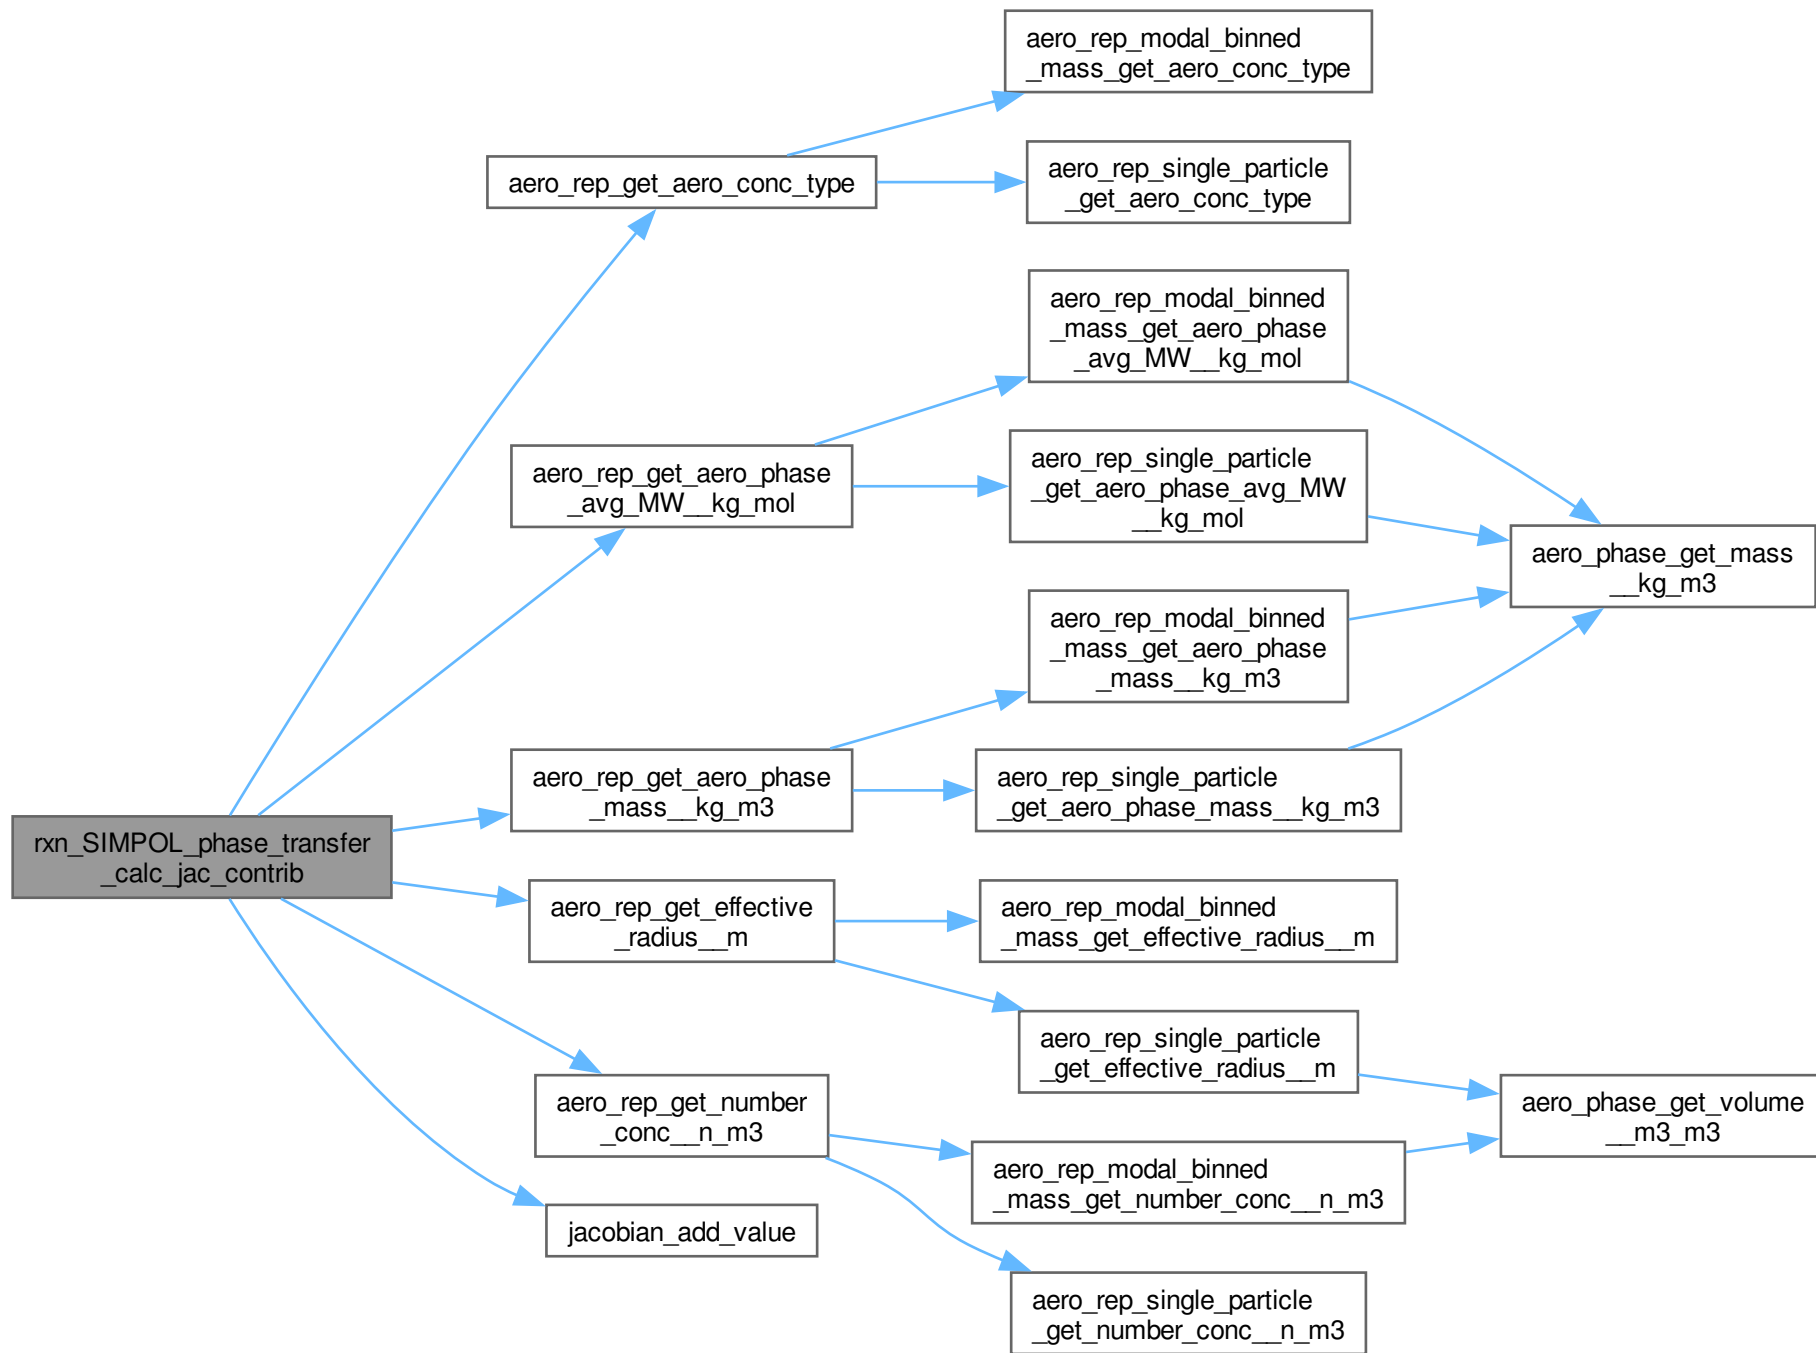 aero_rep_modal_binned
_mass_get_aero_conc_type
aero_rep_get_aero_conc_type
aero_rep_single_particle
_get_aero_conc_type
aero_rep_modal_binned
_mass_get_aero_phase
_avg_MW__kg_mol
aero_rep_get_aero_phase
_avg_MW__kg_mol
aero_rep_single_particle
_get_aero_phase_avg_MW
__kg_mol
aero_phase_get_mass
__kg_m3
aero_rep_modal_binned
_mass_get_aero_phase
_mass__kg_m3
aero_rep_get_aero_phase
_mass__kg_m3
aero_rep_single_particle
_get_aero_phase_mass__kg_m3
rxn_SIMPOL_phase_transfer
_calc_jac_contrib
aero_rep_get_effective
_radius__m
aero_rep_modal_binned
_mass_get_effective_radius__m
aero_rep_single_particle
_get_effective_radius__m
aero_rep_get_number
_conc__n_m3
aero_phase_get_volume
__m3_m3
aero_rep_modal_binned
_mass_get_number_conc__n_m3
jacobian_add_value
aero_rep_single_particle
_get_number_conc__n_m3